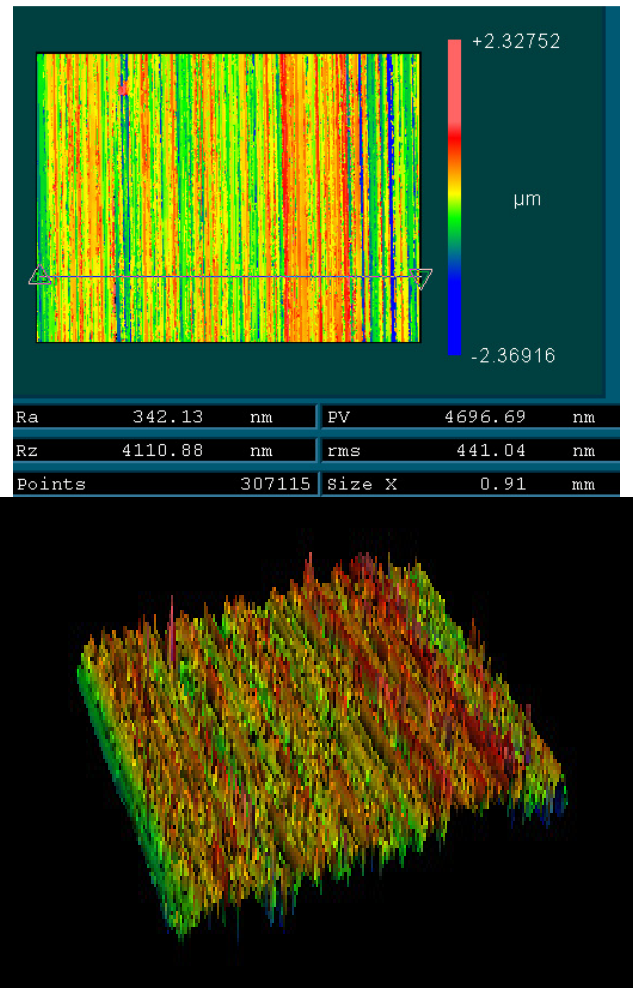 +2.32752
µm
-2.36916
Ra 342.13 nm PV 4696.69 nm
Rz 4110.88 nm rms 441.04 nm
Points 307115 Size X 0.91 mm